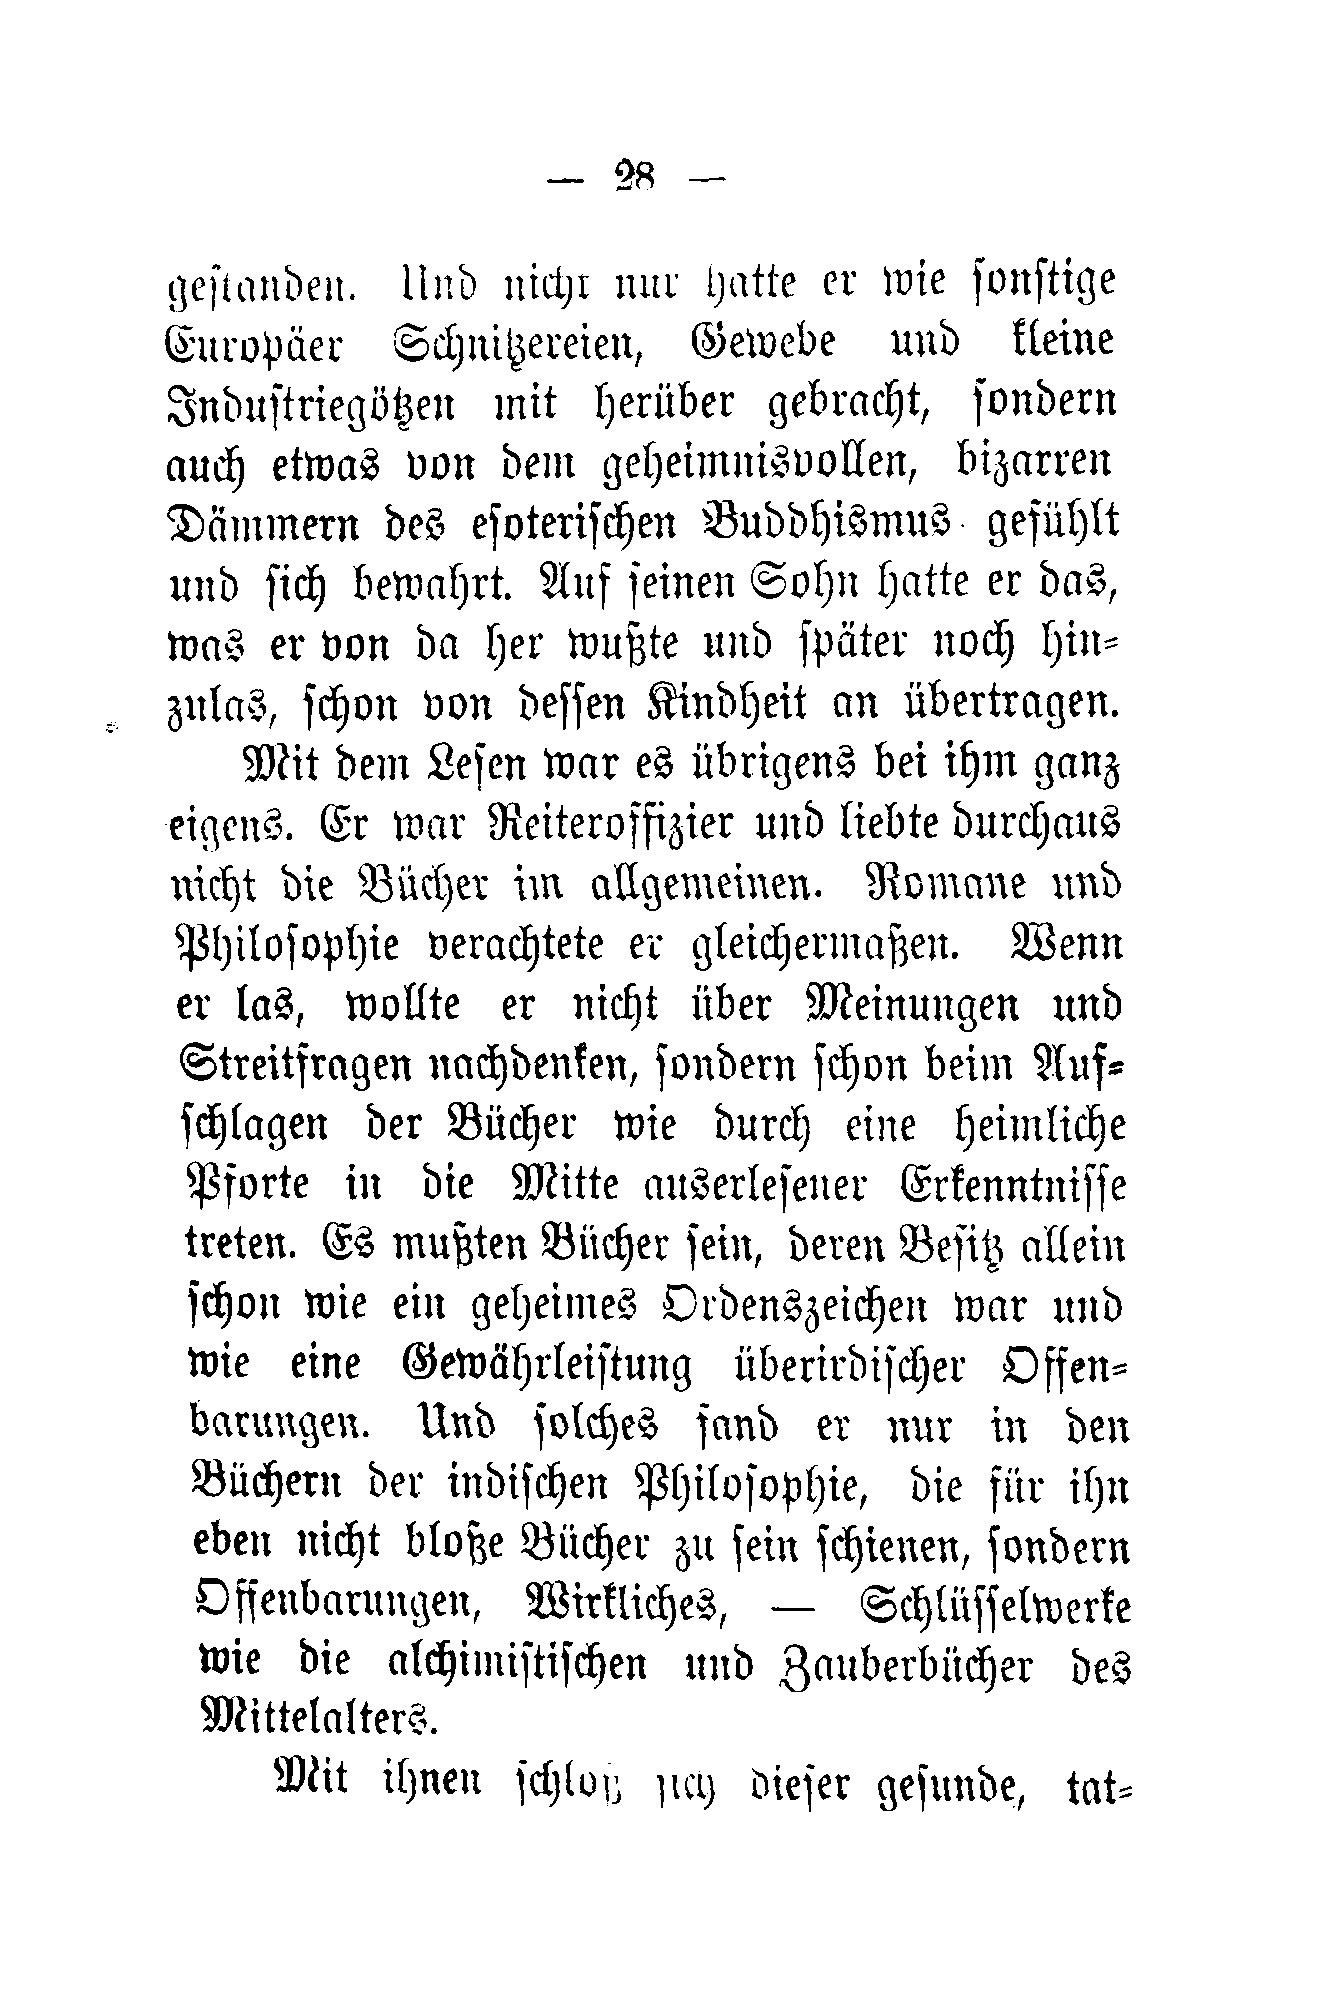 — 28 —
gestanden. Und nicht nur hatte er wie sonstige
Europäer Schnitzereien, Gewebe und kleine
Industriegötzen mit herüber gebracht, sondern
auch etwas von dem geheimnisvollen, bizarren
Dämmern des esoterischen Buddhismus gefühlt
und sich bewahrt. Auf seinen Sohn hatte er das,
was er von da her wußte und später noch hin-
zulas, schon von dessen Kindheit an übertragen.
Mit dem Lesen war es übrigens bei ihm ganz
eigens. Er war Reiteroffizier und liebte durchaus
nicht die Bücher im allgemeinen. Romane und
Philosophie verachtete er gleichermaßen. Wenn
er las, wollte er nicht über Meinungen und
Streitfragen nachdenken, sondern schon beim Auf-
schlagen der Bücher wie durch eine heimliche
Pforte in die Mitte auserlesener Erkenntnisse
treten. Es mußten Bücher sein, deren Besitz allein
schon wie ein geheimes Ordenszeichen war und
wie eine Gewährleistung überirdischer Offen-
barungen. Und solches fand er nur in den
Büchern der indischen Philosophie, die für ihn
eben nicht bloße Bücher zu sein schienen, sondern
Offenbarungen, Wirkliches, — Schlüsselwerke
wie die alchimistischen und Zauberbücher des
Mittelalters.
Mit ihnen schloß sich dieser gesunde, tat-